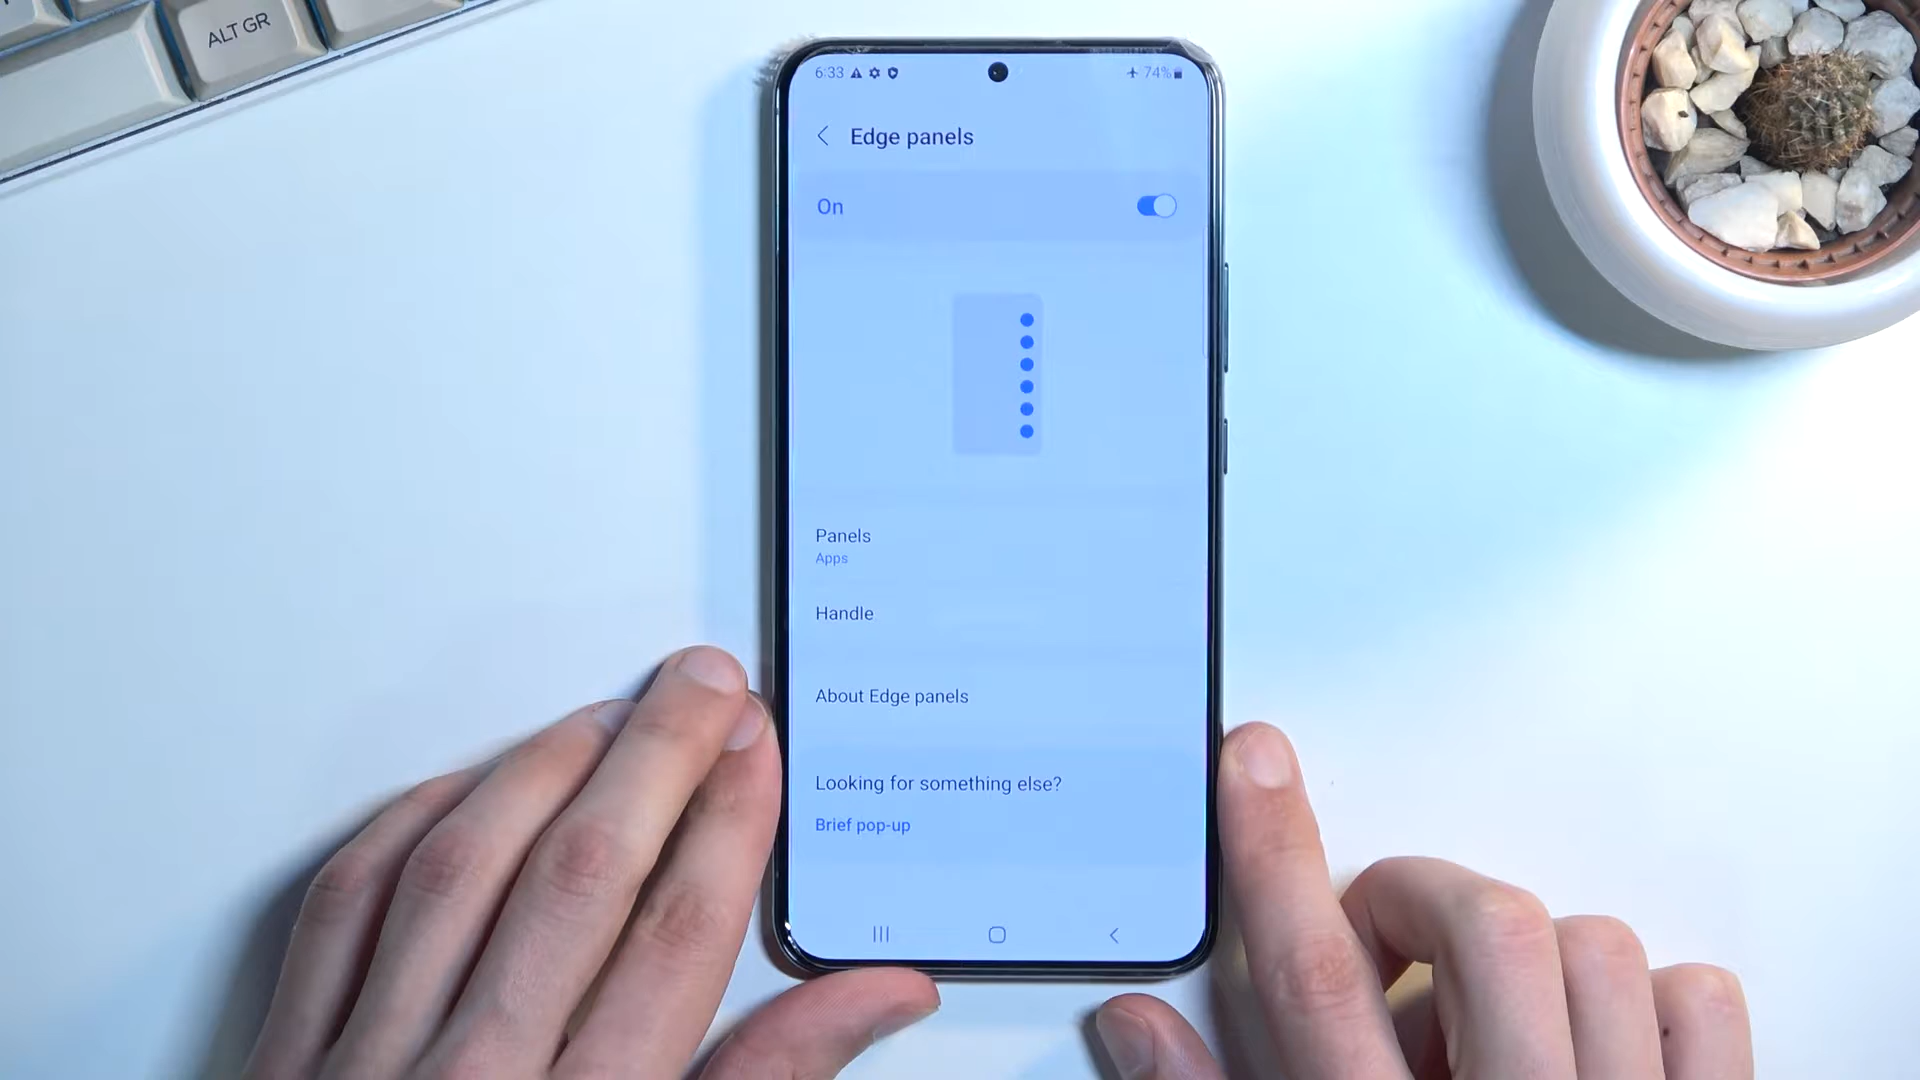 ALT GR
6:33
74%
Edge panels
On
Panels
Apps
Handle
About Edge panels
Looking for something else?
Brief pop-up